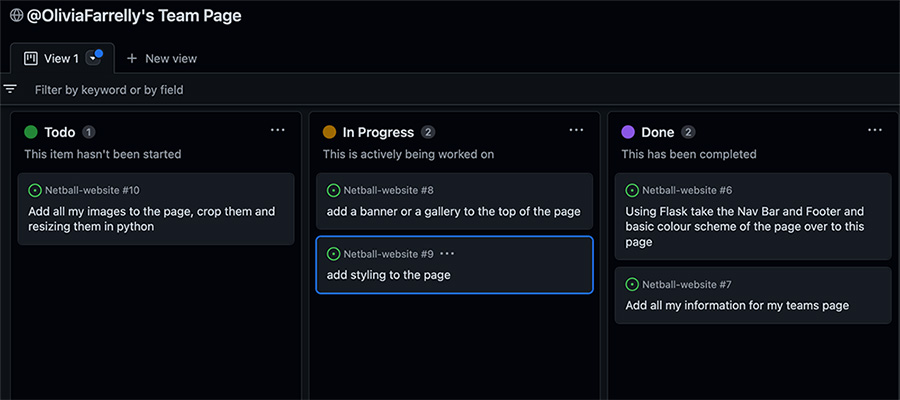 @OliviaFarrelly's Team Page
View 1
New view
Filter by keyword or by field
Todo 1
This item hasn't been started
Netball-website #10
Add all my images to the page, crop them and
resizing them in python
In Progress 2
This is actively being worked on
Netball-website #8
add a banner or a gallery to the top of the page
Netball-website #9
add styling to the page
Done 2
This has been completed
Netball-website #6
Using Flask take the Nav Bar and Footer and
basic colour scheme of the page over to this
page
Netball-website #7
Add all my information for my teams page